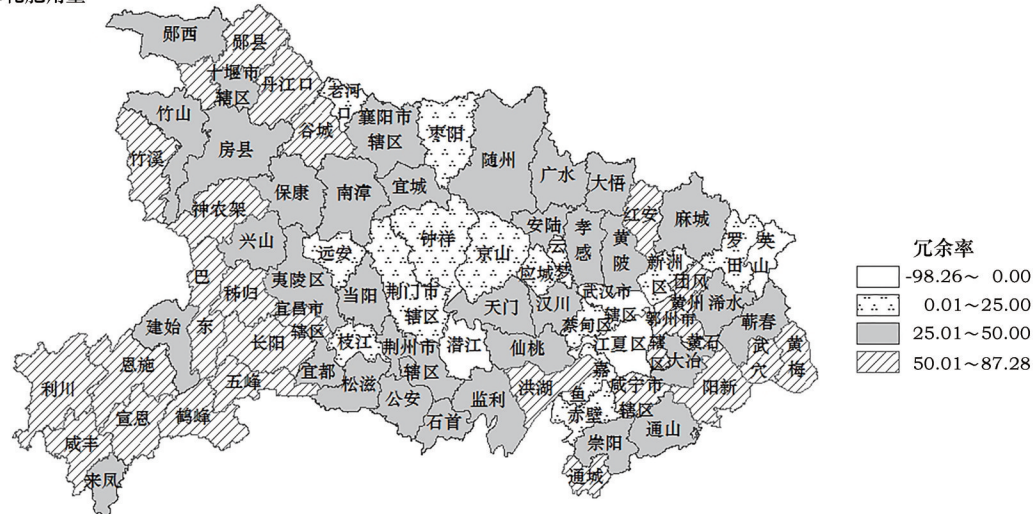 郧西
郧县
十堰市
辖区
丹江口
老河
口
谷城
襄阳市
辖区
枣阳
竹山
竹溪
房县
随州
保康
南漳
宜城
广水
大悟
红安
麻城
神农架
兴山
远安
钟祥
京山
安陆
云
梦
应城
孝
感
黄
陂
新洲
区
团风
罗
田
英
山
巴
东
秭归
夷陵区
宜昌市
辖区
当阳
荆门市
辖区
天门
汉川
武汉市
辖区
蔡甸区
江夏区
黄州
鄂州市
辖
区
浠水
蕲春
黄石
大冶
武
穴
黄
梅
建始
恩施
利川
长阳
枝江
荆州市
辖区
潜江
仙桃
宜都
松滋
公安
石首
监利
洪湖
嘉
鱼
赤壁
咸宁市
辖区
阳新
五峰
宣恩
鹤峰
咸丰
来凤
崇阳
通山
通城
冗余率
-98.26～ 0.00
0.01～25.00
25.01～50.00
50.01～87.28